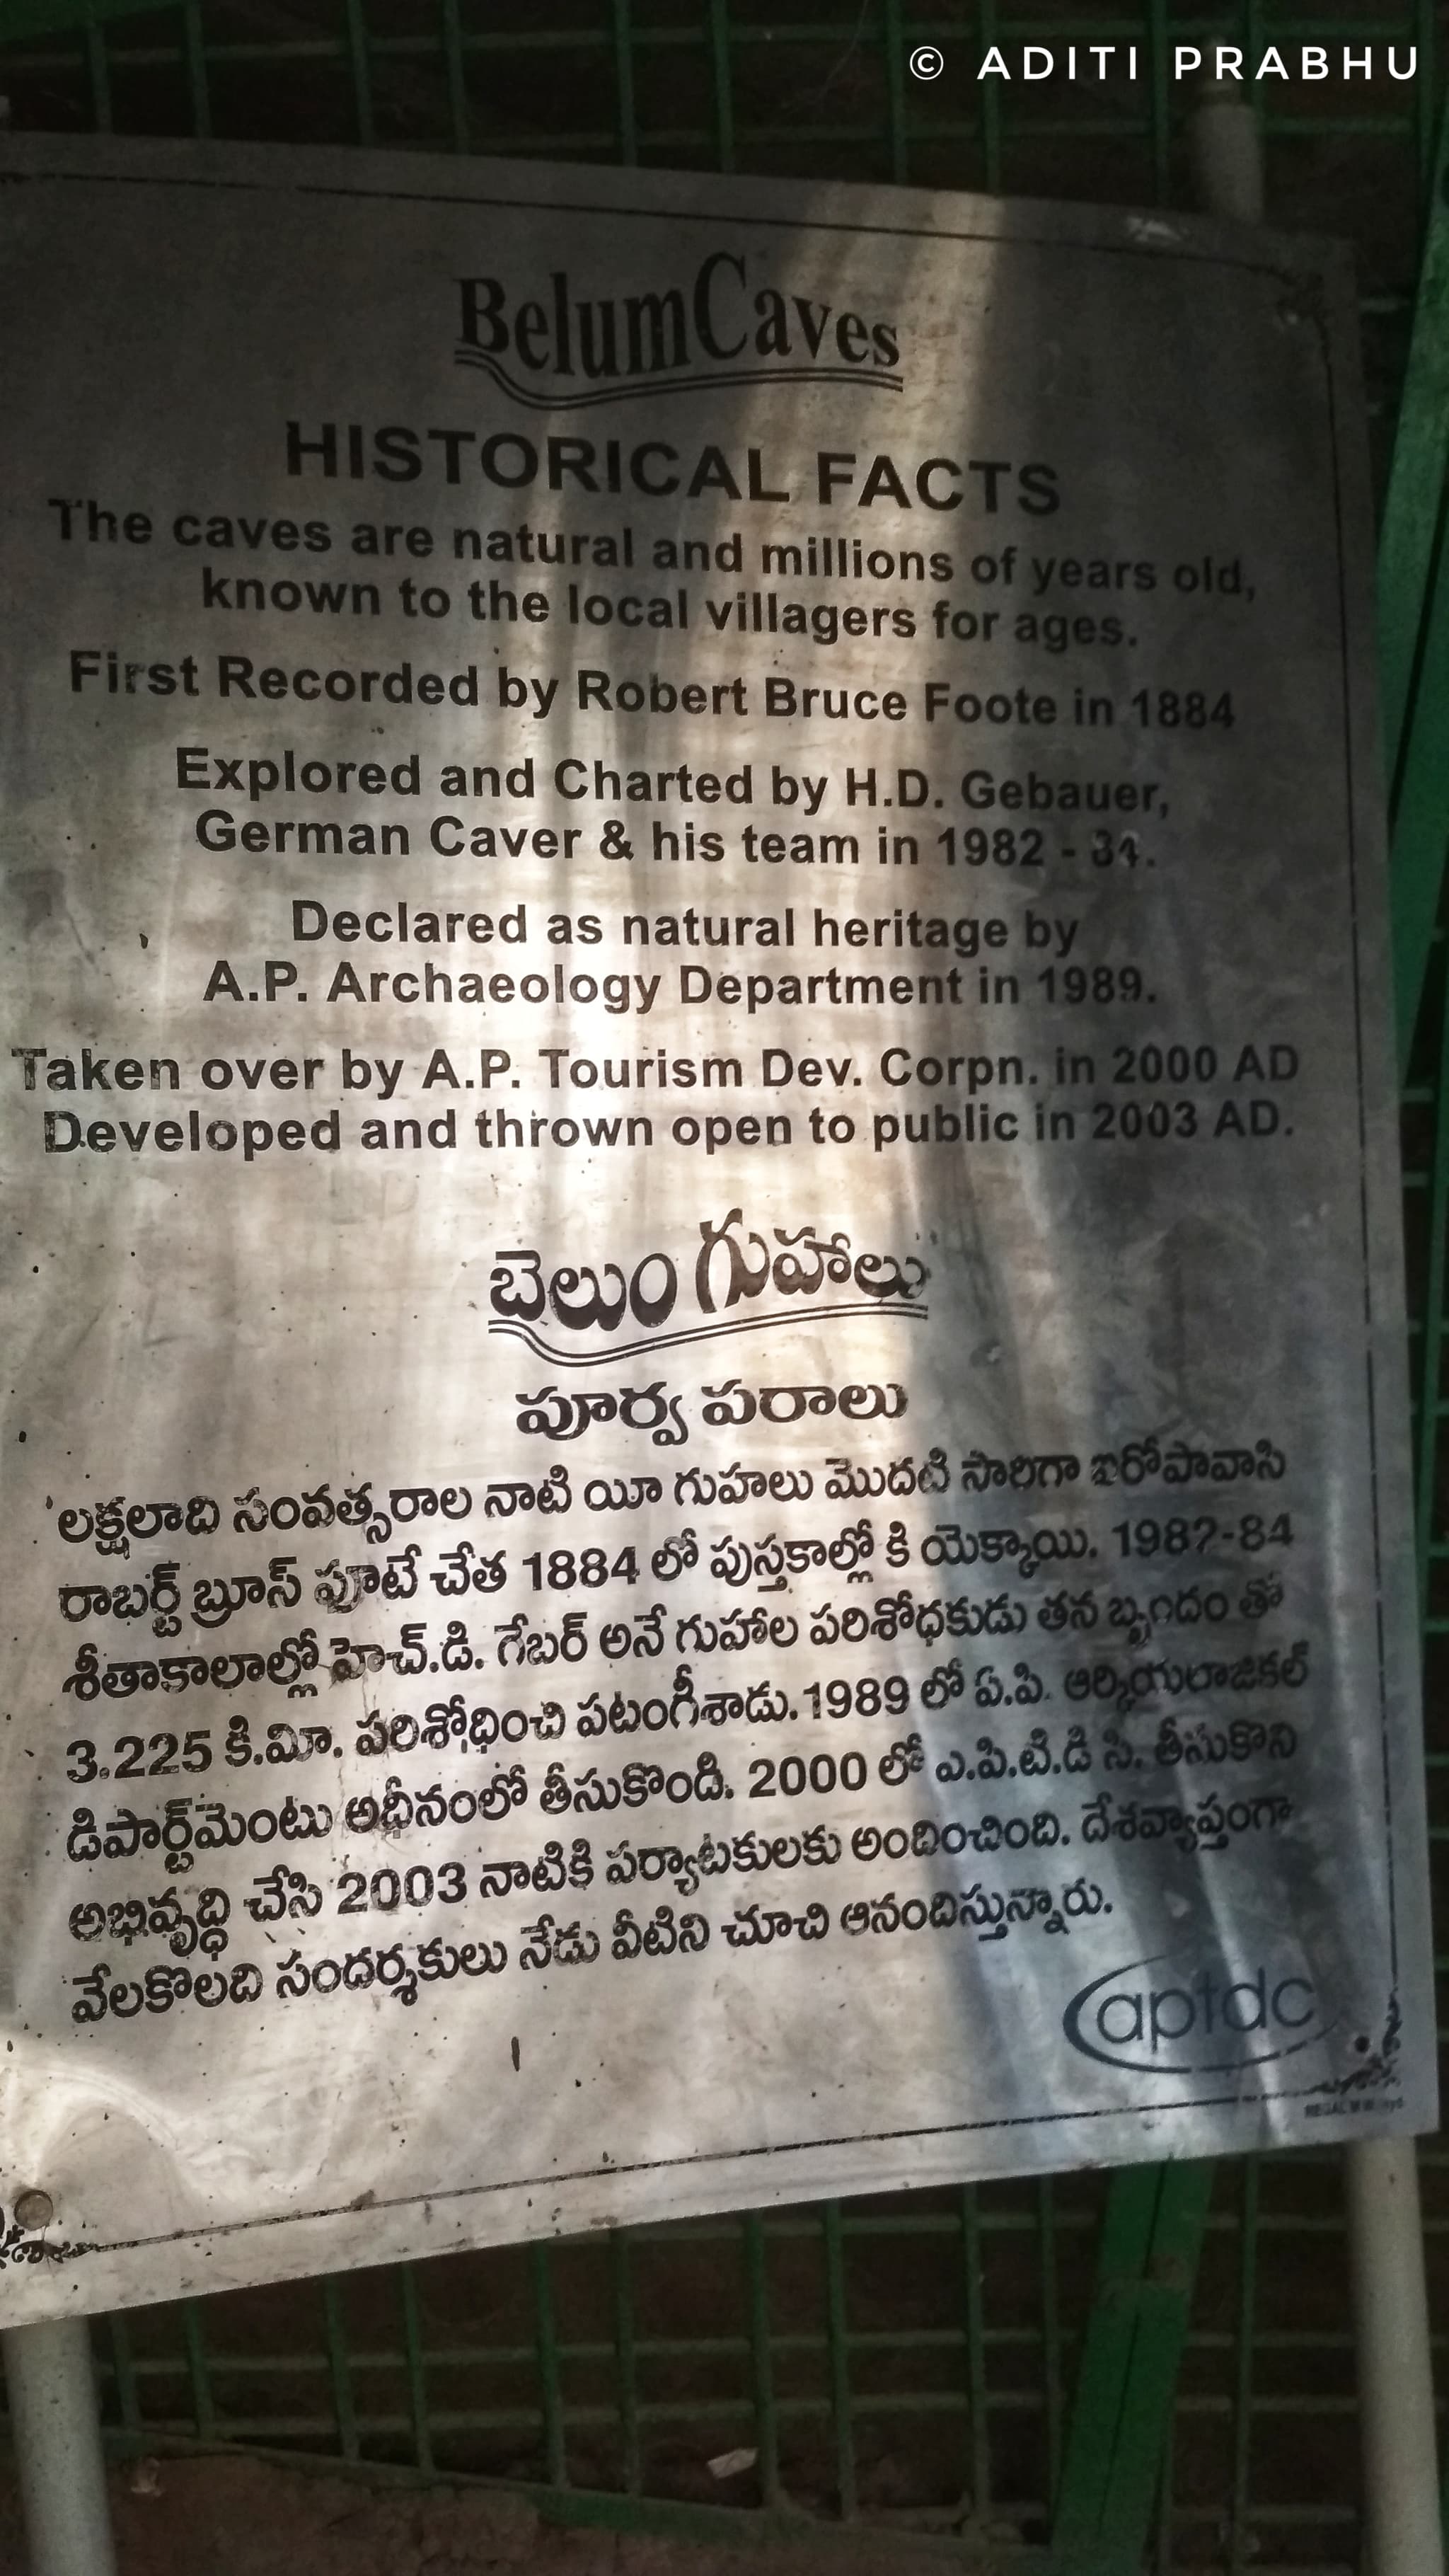 © ADITI PRABHU
Belum Caves
HISTORICAL FACTS
The caves are natural and millions of years old,
known to the local villagers for ages.
First Recorded by Robert Bruce Foote in 1884
Explored and Charted by H.D. Gebauer,
German Caver & his team in 1982 - 84.
Declared as natural heritage by
A.P. Archaeology Department in 1989.
Taken over by A.P. Tourism Dev. Corpn. in 2000 AD
Developed and thrown open to public in 2003 AD.
బెలుం గుహాలు
పూర్వ పరాలు
లక్షలాది సంవత్సరాల నాటి యీ గుహలు మొదటి సారిగా ఐరోపావాసి
రాబర్ట్ బ్రూస్ ఫూటే చేత 1884 లో పుస్తకాల్లో కి యెక్కాయి. 1982-84
శీతాకాలాల్లో హెచ్.డి. గేబర్ అనే గుహాల పరిశోధకుడు తన బృందం తో
3.225 కి.మీ. పరిశోధించి పటంగీశాడు. 1989 లో ఏ.పి. ఆర్కియలాజికల్
డిపార్ట్‌మెంటు అధీనంలో తీసుకొంది. 2000 లో ఎ.పి.టి.డి సి. తీసుకొని
అభివృద్ధి చేసి 2003 నాటికి పర్యాటకులకు అందించింది. దేశవ్యాప్తంగా
వేలకొలది సందర్శకులు నేడు వీటిని చూచి ఆనందిస్తున్నారు.
aptdc